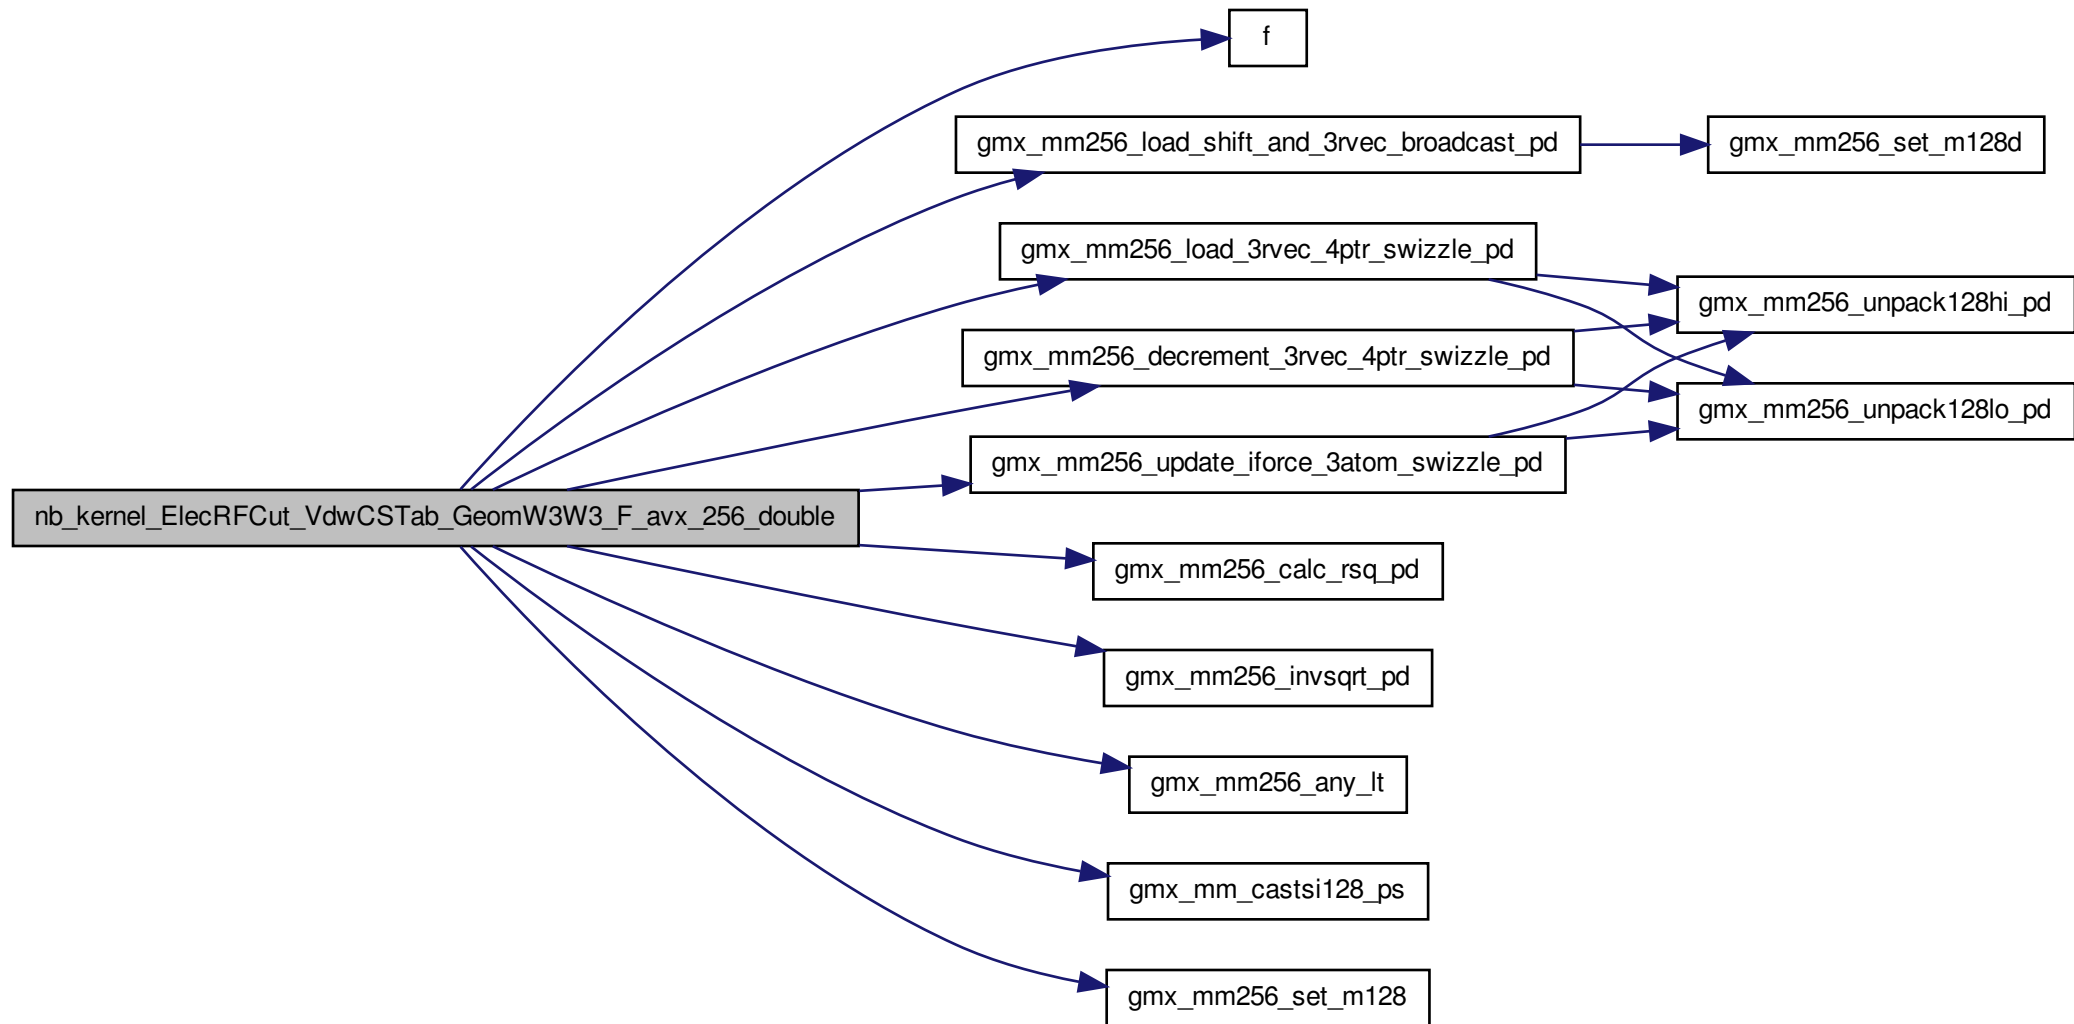 f
gmx_mm256_load_shift_and_3rvec_broadcast_pd
gmx_mm256_set_m128d
gmx_mm256_load_3rvec_4ptr_swizzle_pd
gmx_mm256_unpack128hi_pd
gmx_mm256_decrement_3rvec_4ptr_swizzle_pd
gmx_mm256_unpack128lo_pd
gmx_mm256_update_iforce_3atom_swizzle_pd
nb_kernel_ElecRFCut_VdwCSTab_GeomW3W3_F_avx_256_double
gmx_mm256_calc_rsq_pd
gmx_mm256_invsqrt_pd
gmx_mm256_any_lt
gmx_mm_castsi128_ps
gmx_mm256_set_m128